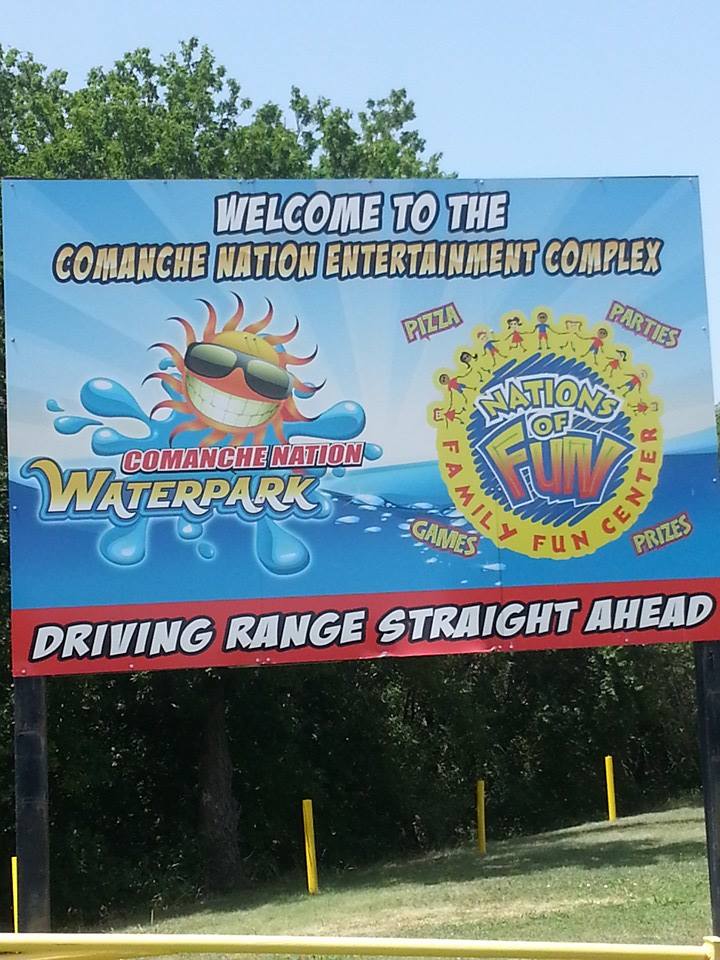 WELCOME TO THE
COMANCHE NATION ENTERTAINMENT COMPLEX
COMANCHE NATION
WATERPARK
PIZZA
PARTIES
NATIONS
OF
FUN
FAMILY FUN CENTER
GAMES
PRIZES
DRIVING RANGE STRAIGHT AHEAD